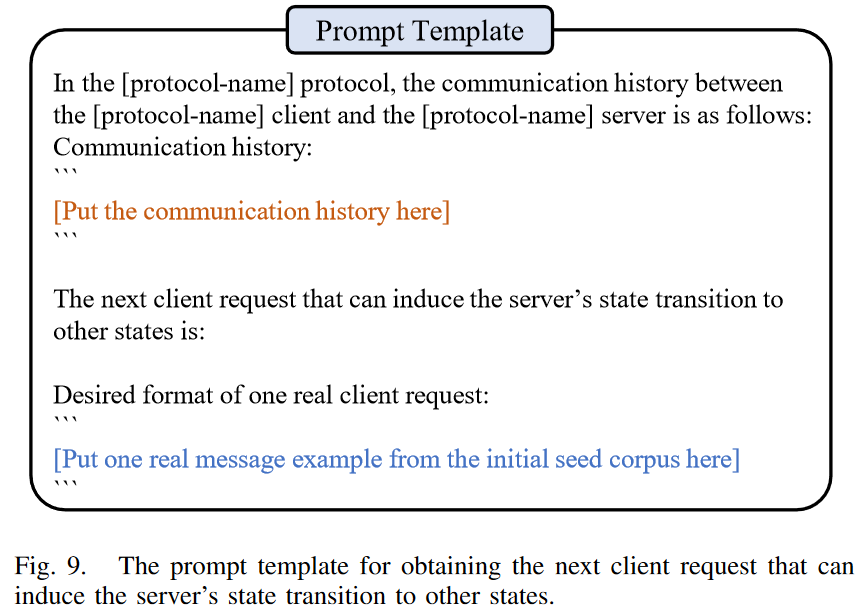 Prompt Template
In the [protocol-name] protocol, the communication history between
the [protocol-name] client and the [protocol-name] server is as follows:
Communication history:
```
[Put the communication history here]
```
The next client request that can induce the server’s state transition to
other states is:
Desired format of one real client request:
```
[Put one real message example from the initial seed corpus here]
```
Fig. 9. The prompt template for obtaining the next client request that can
induce the server’s state transition to other states.